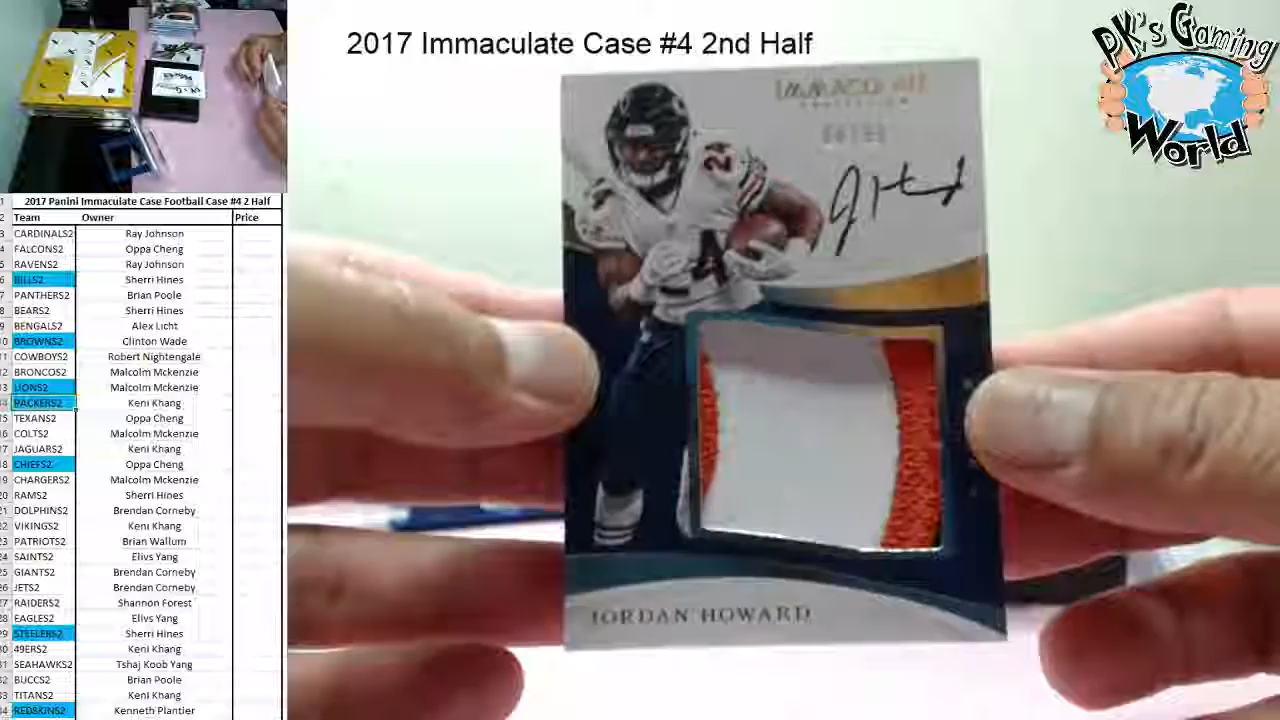 2017 Immaculate Case #4 2nd Half
PK's Gaming
World
IMMACULATE
COLLECTION
24
4
JORDAN HOWARD
2017 Panini Immaculate Case Football Case #4 2 Half
Team Owner Price
CARDINALS2 Ray Johnson
FALCONS2 Oppa Cheng
RAVENS2 Ray Johnson
BILLS2 Sherri Hines
PANTHERS2 Brian Poole
BEARS2 Sherri Hines
BENGALS2 Alex Licht
BROWNS2 Clinton Wade
COWBOYS2 Robert Nightengale
BRONCOS2 Malcolm Mckenzie
LIONS2 Malcolm Mckenzie
PACKERS2 Keni Khang
TEXANS2 Oppa Cheng
COLTS2 Malcolm Mckenzie
JAGUARS2 Keni Khang
CHIEFS2 Oppa Cheng
CHARGERS2 Malcolm Mckenzie
RAMS2 Sherri Hines
DOLPHINS2 Brendan Corneby
VIKINGS2 Keni Khang
PATRIOTS2 Brian Wallum
SAINTS2 Elivs Yang
GIANTS2 Brendan Corneby
JETS2 Brendan Corneby
RAIDERS2 Shannon Forest
EAGLES2 Elivs Yang
STEELERS2 Sherri Hines
49ERS2 Keni Khang
SEAHAWKS2 Tshaj Koob Yang
BUCCS2 Brian Poole
TITANS2 Keni Khang
REDSKINS2 Kenneth Plantier